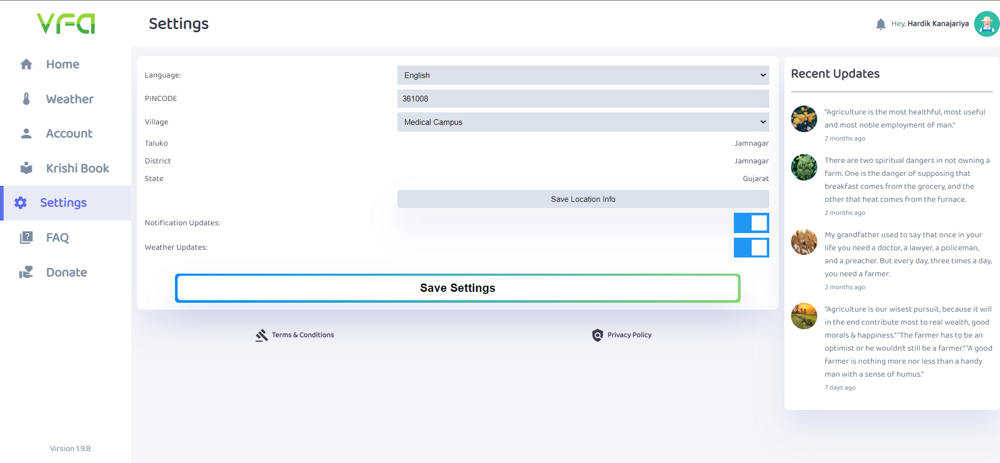 VFA
Settings
Hey, Hardik Kanajariya
Home
Weather
Account
Krishi Book
Settings
FAQ
Donate
Virsion 1.9.8
Language:
English
PINCODE
361008
Village
Medical Campus
Taluko
Jamnagar
District
Jamnagar
State
Gujarat
Save Location Info
Notification Updates:
Weather Updates:
Save Settings
Terms & Conditions
Privacy Policy
Recent Updates
"Agriculture is the most healthful, most useful
and most noble employment of man."
2 months ago
There are two spiritual dangers in not owning a
farm. One is the danger of supposing that
breakfast comes from the grocery, and the
other that heat comes from the furnace.
2 months ago
My grandfather used to say that once in your
life you need a doctor, a lawyer, a policeman,
and a preacher. But every day, three times a day,
you need a farmer.
2 months ago
"Agriculture is our wisest pursuit, because it will
in the end contribute most to real wealth, good
morals & happiness.""The farmer has to be an
optimist or he wouldn't still be a farmer.""A good
farmer is nothing more nor less than a handy
man with a sense of humus."
7 days ago